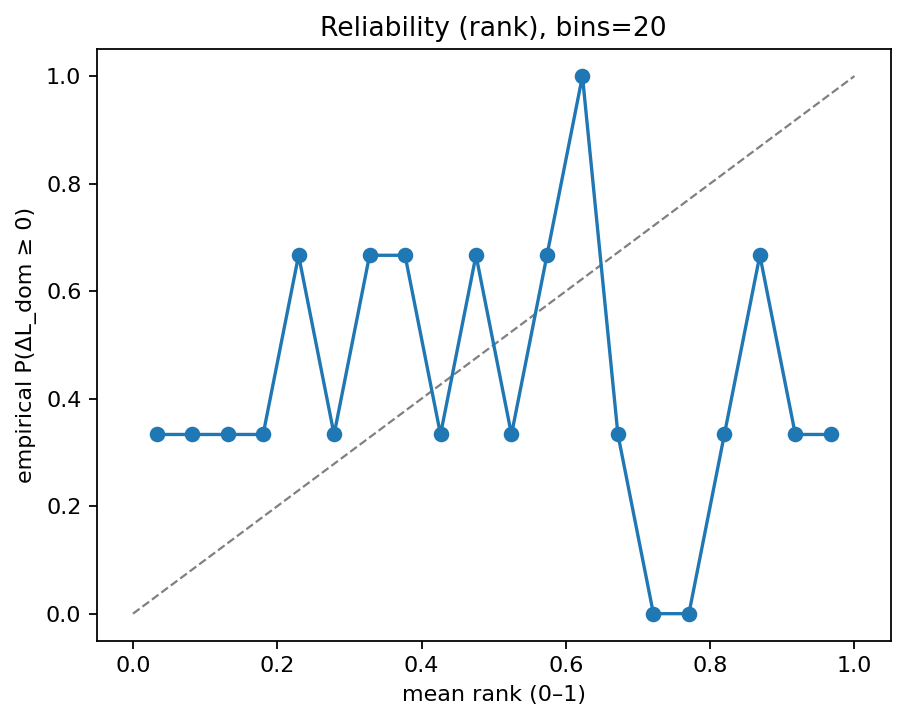 Reliability (rank), bins=20
empirical P(ΔL_dom ≥ 0)
1.0
0.8
0.6
0.4
0.2
0.0
0.0 0.2 0.4 0.6 0.8 1.0
mean rank (0–1)